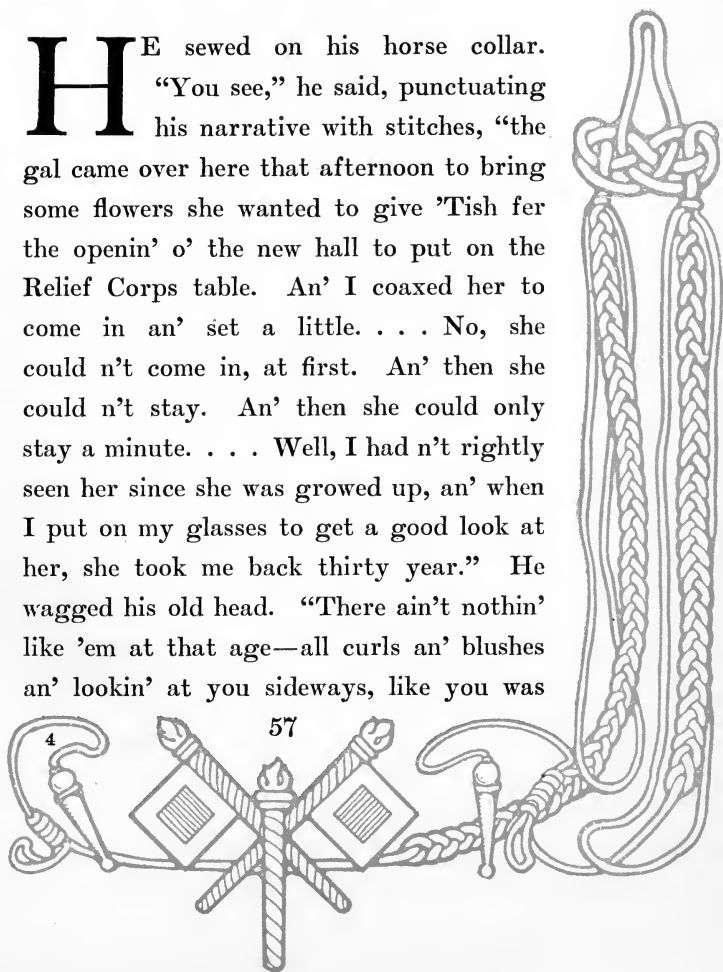 HE sewed on his horse collar.
“You see,” he said, punctuating
his narrative with stitches, “the
gal came over here that afternoon to bring
some flowers she wanted to give ’Tish fer
the openin’ o’ the new hall to put on the
Relief Corps table. An’ I coaxed her to
come in an’ set a little. . . . No, she
could n’t come in, at first. An’ then she
could n’t stay. An’ then she could only
stay a minute. . . . Well, I had n’t rightly
seen her since she was growed up, an’ when
I put on my glasses to get a good look at
her, she took me back thirty year.” He
wagged his old head. “There ain’t nothin’
like ’em at that age—all curls an’ blushes
an’ lookin’ at you sideways, like you was
57
4